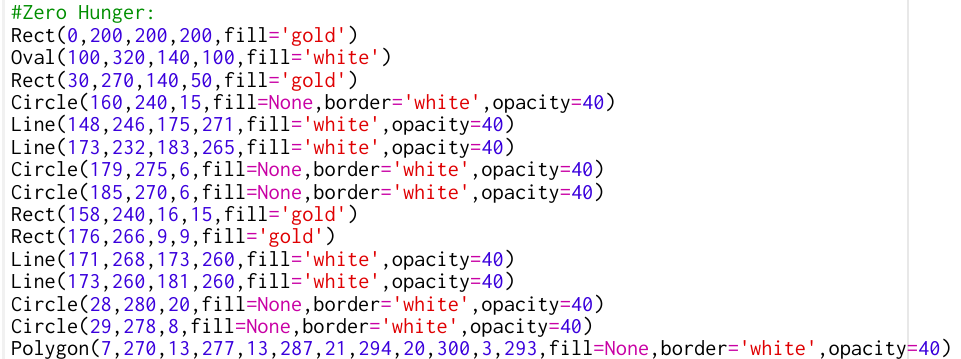 #Zero Hunger:
Rect(0,200,200,200,fill='gold')
Oval(100,320,140,100,fill='white')
Rect(30,270,140,50,fill='gold')
Circle(160,240,15,fill=None,border='white',opacity=40)
Line(148,246,175,271,fill='white',opacity=40)
Line(173,232,183,265,fill='white',opacity=40)
Circle(179,275,6,fill=None,border='white',opacity=40)
Circle(185,270,6,fill=None,border='white',opacity=40)
Rect(158,240,16,15,fill='gold')
Rect(176,266,9,9,fill='gold')
Line(171,268,173,260,fill='white',opacity=40)
Line(173,260,181,260,fill='white',opacity=40)
Circle(28,280,20,fill=None,border='white',opacity=40)
Circle(29,278,8,fill=None,border='white',opacity=40)
Polygon(7,270,13,277,13,287,21,294,20,300,3,293,fill=None,border='white',opacity=40)